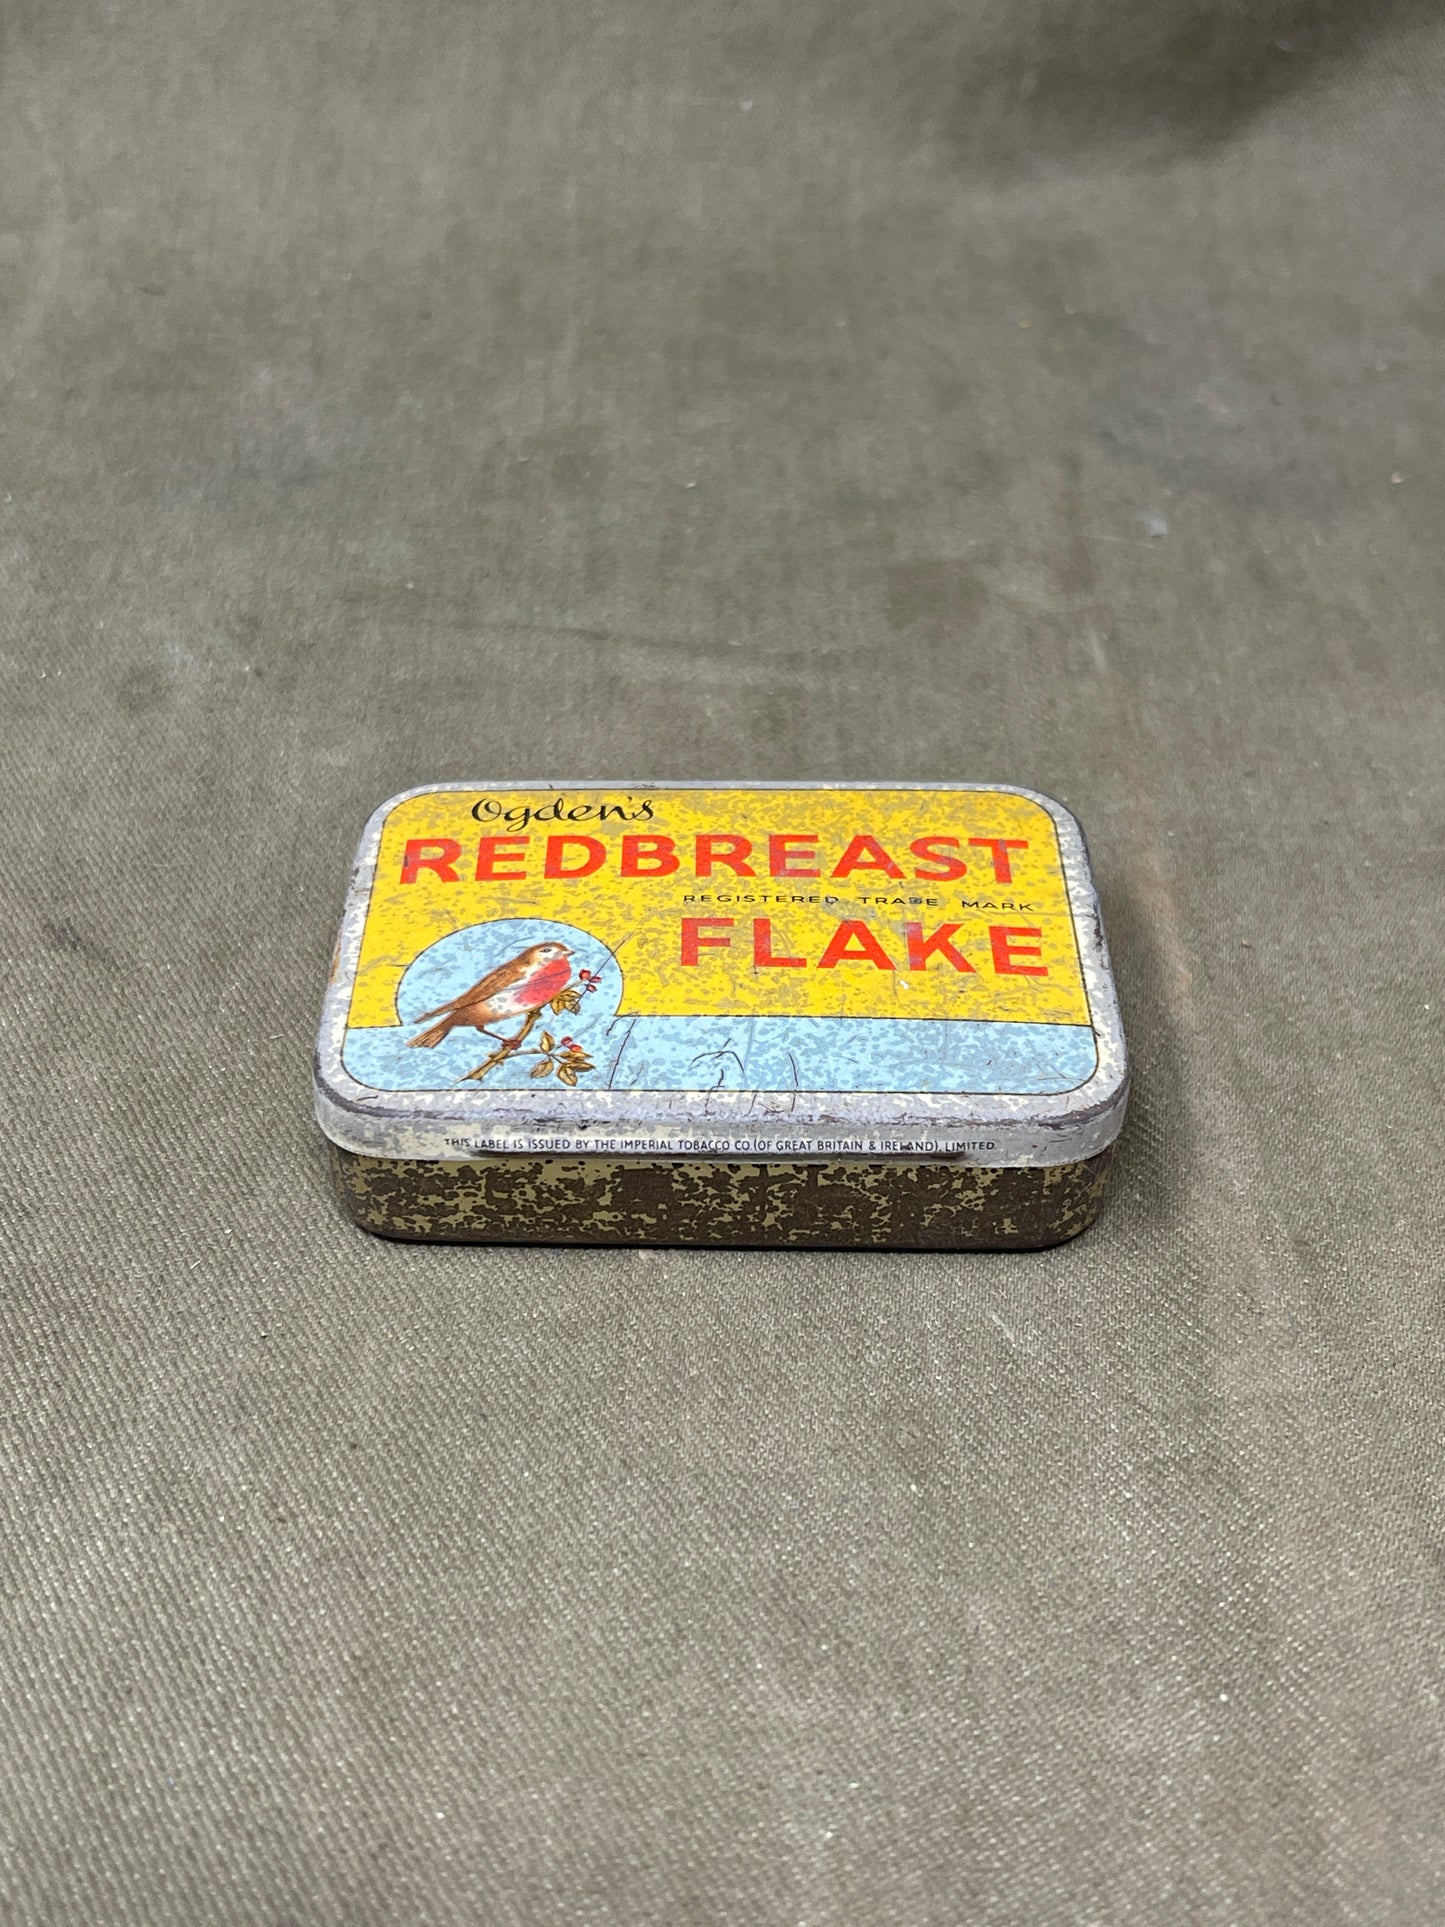 Ogden's
REDBREAST
REGISTERED TRADE MARK
FLAKE
THIS LABEL IS ISSUED BY THE IMPERIAL TOBACCO CO (OF GREAT BRITAIN & IRELAND), LIMITED.